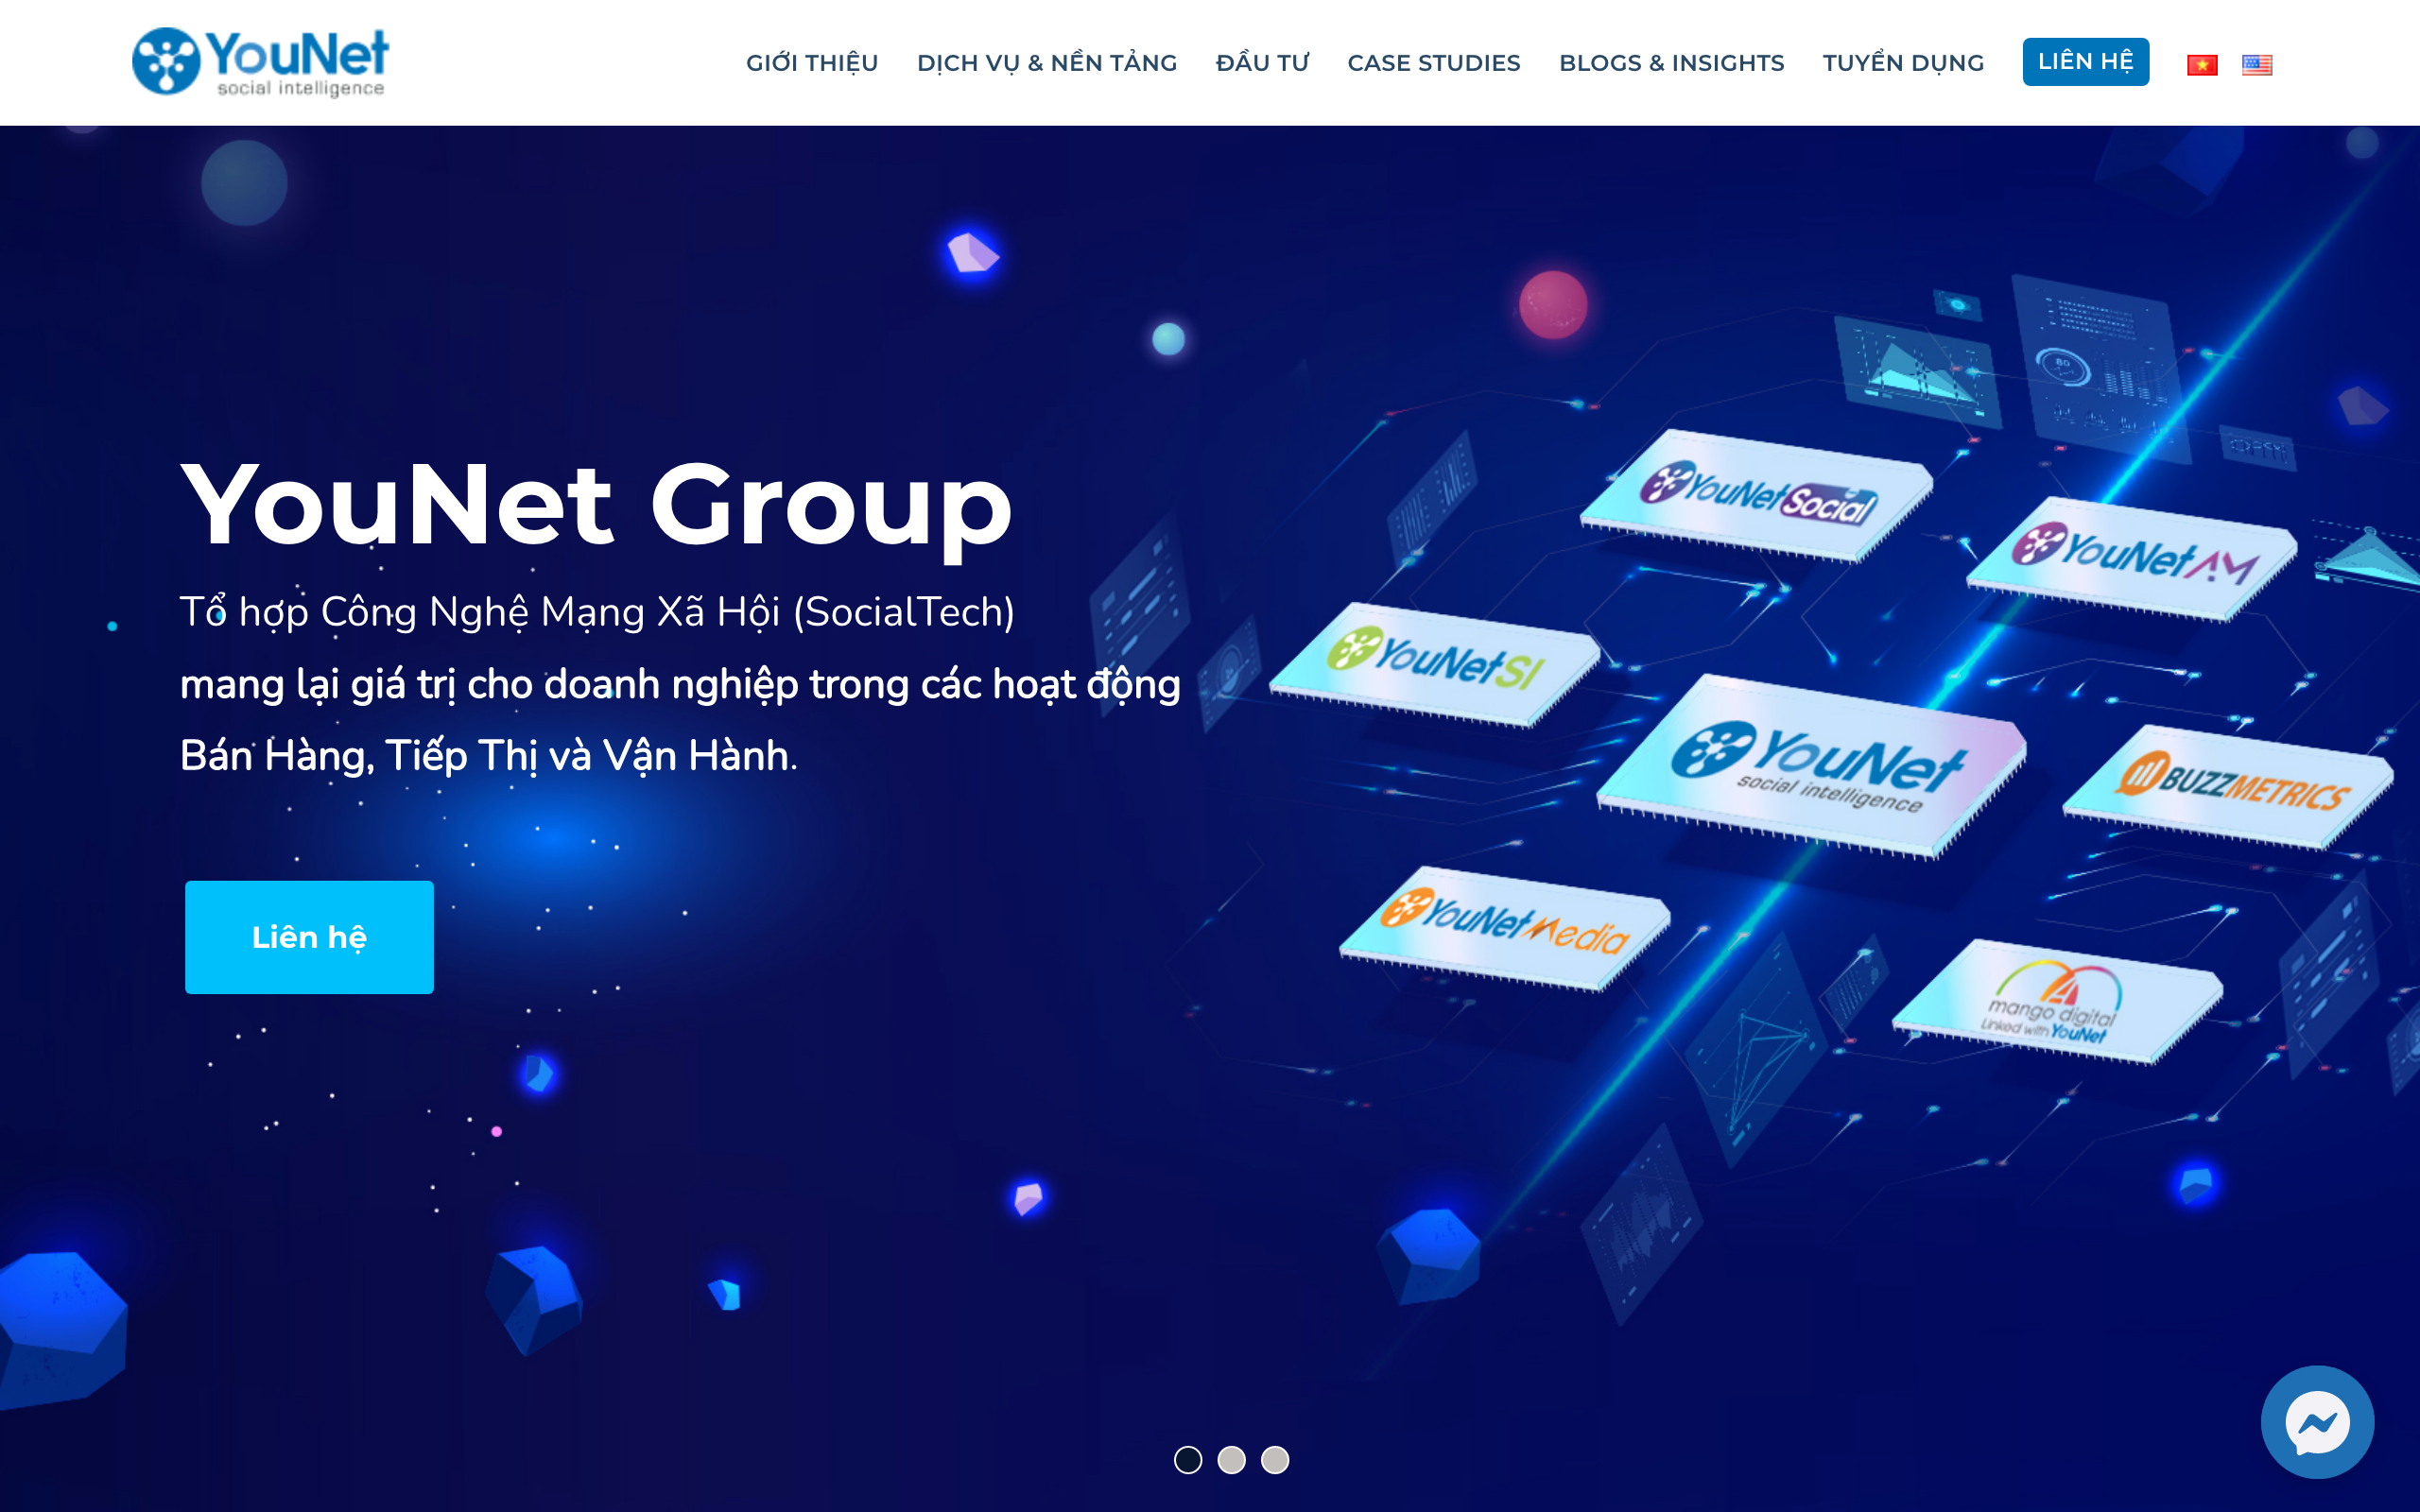 YouNet
social intelligence
GIỚI THIỆU
DỊCH VỤ & NỀN TẢNG
ĐẦU TƯ
CASE STUDIES
BLOGS & INSIGHTS
TUYỂN DỤNG
LIÊN HỆ
YouNet Group
Tổ hợp Công Nghệ Mạng Xã Hội (SocialTech)
mang lại giá trị cho doanh nghiệp trong các hoạt động
Bán Hàng, Tiếp Thị và Vận Hành.
Liên hệ
YouNet Social
YouNet AM
YouNet SI
YouNet
social intelligence
BUZZMETRICS
YouNet Media
mango digital
Linked with YouNet